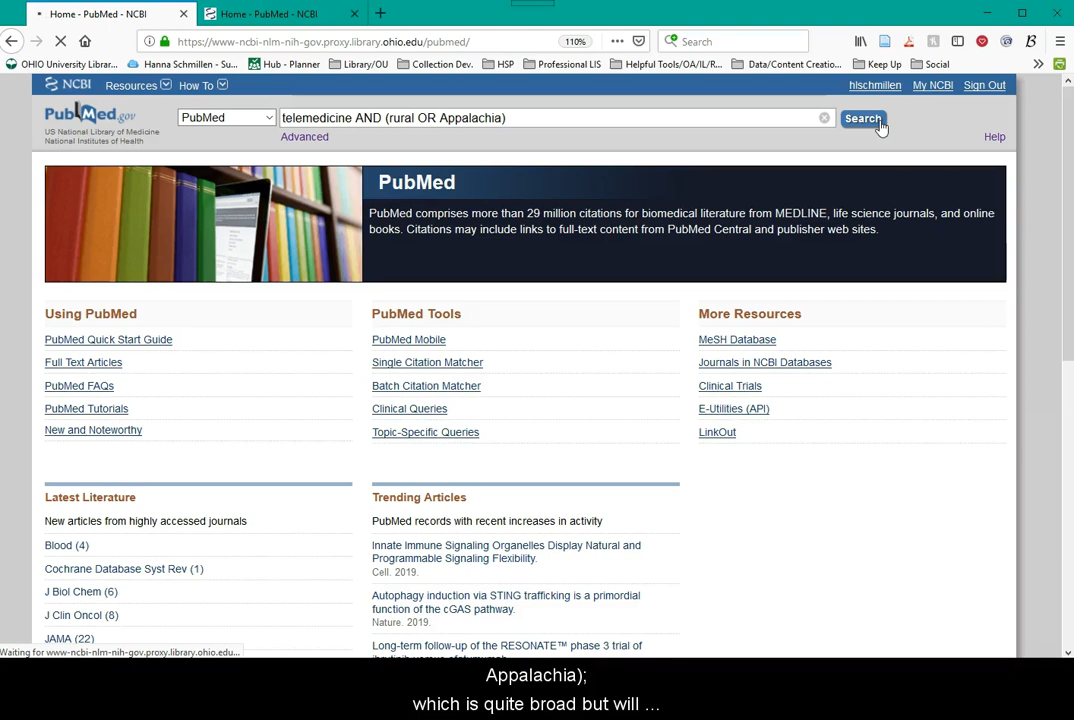 Home - PubMed - NCBI
Home - PubMed - NCBI
https://www-ncbi-nlm-nih-gov.proxy.library.ohio.edu/pubmed/
110%
Search
OHIO University Librar...
Hanna Schmillen - Su...
Hub - Planner
Library/OU
Collection Dev.
HSP
Professional LIS
Helpful Tools/OA/IL/R...
Data/Content Creatio...
Keep Up
Social
NCBI Resources How To
hlschmillen My NCBI Sign Out
PubMed.gov
US National Library of Medicine
National Institutes of Health
PubMed
telemedicine AND (rural OR Appalachia)
Search
Advanced
Help
PubMed
PubMed comprises more than 29 million citations for biomedical literature from MEDLINE, life science journals, and online
books. Citations may include links to full-text content from PubMed Central and publisher web sites.
Using PubMed
PubMed Quick Start Guide
Full Text Articles
PubMed FAQs
PubMed Tutorials
New and Noteworthy
PubMed Tools
PubMed Mobile
Single Citation Matcher
Batch Citation Matcher
Clinical Queries
Topic-Specific Queries
More Resources
MeSH Database
Journals in NCBI Databases
Clinical Trials
E-Utilities (API)
LinkOut
Latest Literature
New articles from highly accessed journals
Blood (4)
Cochrane Database Syst Rev (1)
J Biol Chem (6)
J Clin Oncol (8)
JAMA (22)
Trending Articles
PubMed records with recent increases in activity
Innate Immune Signaling Organelles Display Natural and
Programmable Signaling Flexibility.
Cell. 2019.
Autophagy induction via STING trafficking is a primordial
function of the cGAS pathway.
Nature. 2019.
Long-term follow-up of the RESONATE™ phase 3 trial of
Waiting for www-ncbi-nlm-nih-gov.proxy.library.ohio.edu...
Appalachia);
which is quite broad but will ...